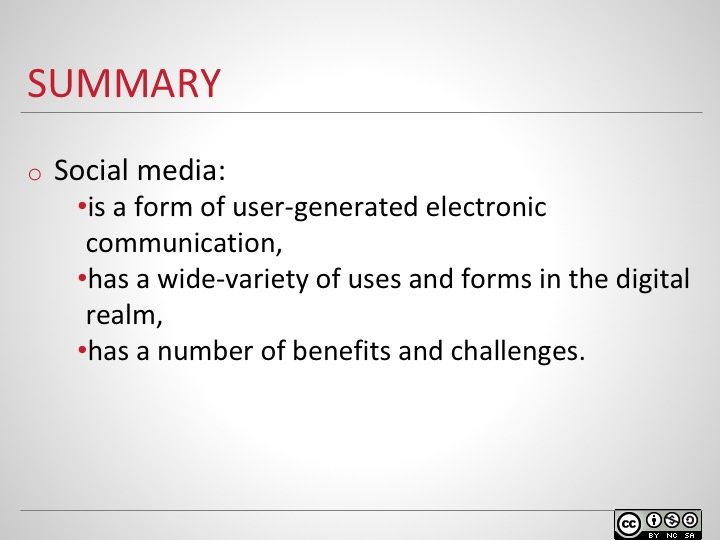 SUMMARY
o Social media:
•is a form of user-generated electronic
communication,
•has a wide-variety of uses and forms in the digital
realm,
•has a number of benefits and challenges.
cc
BY NC SA